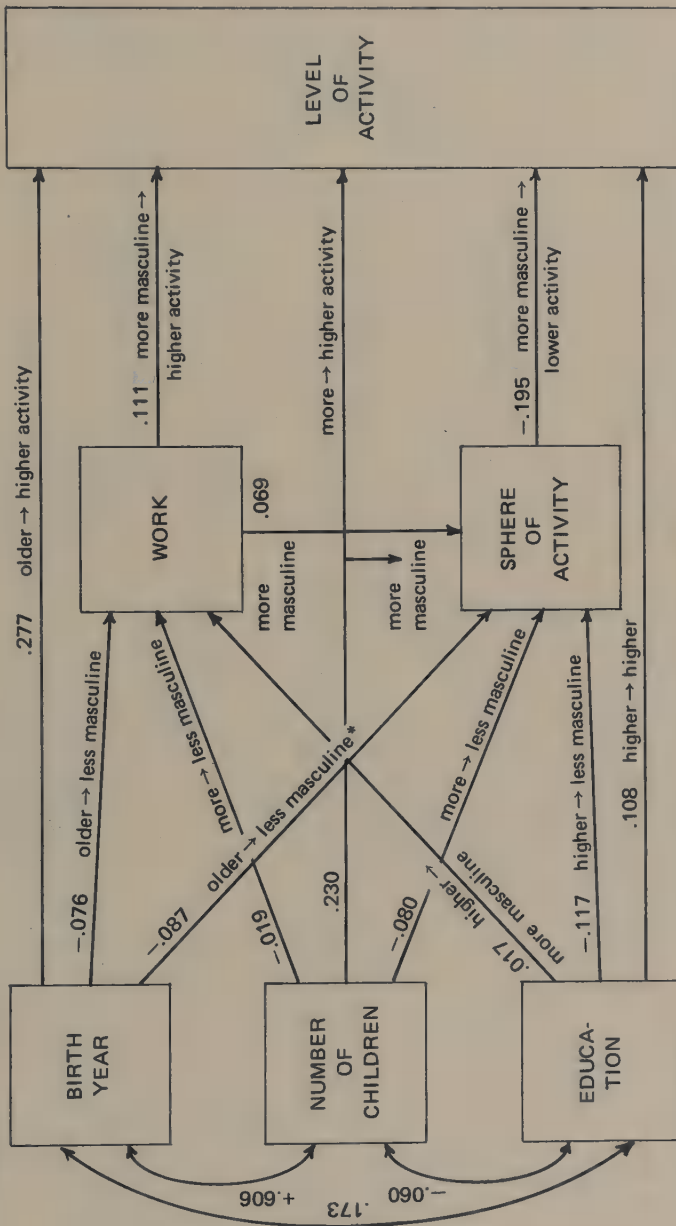 .277 older → higher activity
BIRTH
YEAR
−.076 older → less masculine
−.087 older → less masculine*
WORK
.111 more masculine →
higher activity
LEVEL
OF
ACTIVITY
+.606
.173
−.060
NUMBER
OF
CHILDREN
−.019 more → less masculine
.230 more → higher activity
−.080 more → less masculine
more
masculine
.069
more
masculine
EDUCA-
TION
.017 higher →
more masculine
−.117 higher → less masculine
.108 higher → higher
SPHERE
OF
ACTIVITY
−.195 more masculine →
lower activity